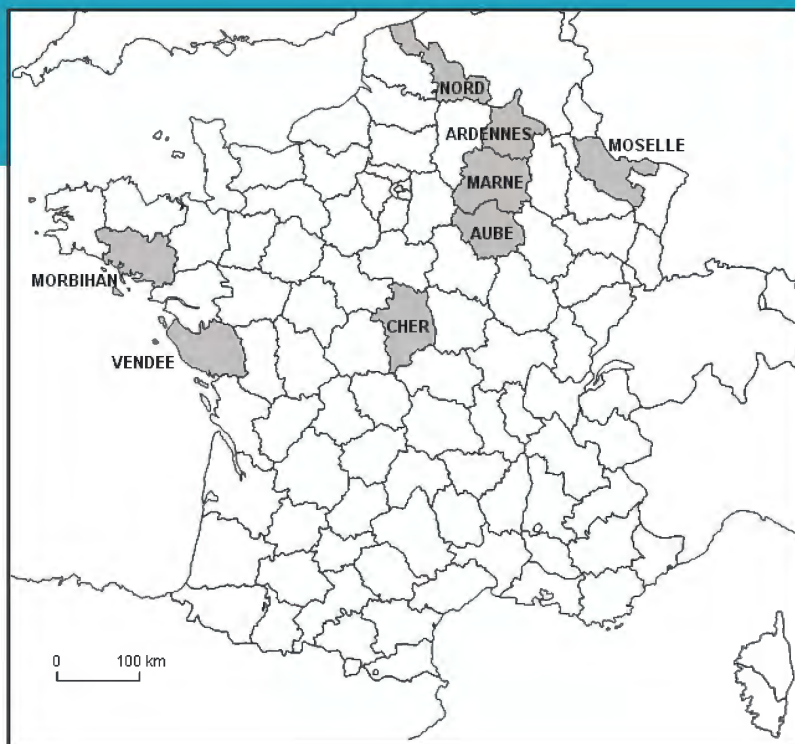 NORD
ARDENNES
MOSELLE
MARNE
AUBE
MORBIHAN
CHER
VENDEE
0 100 km